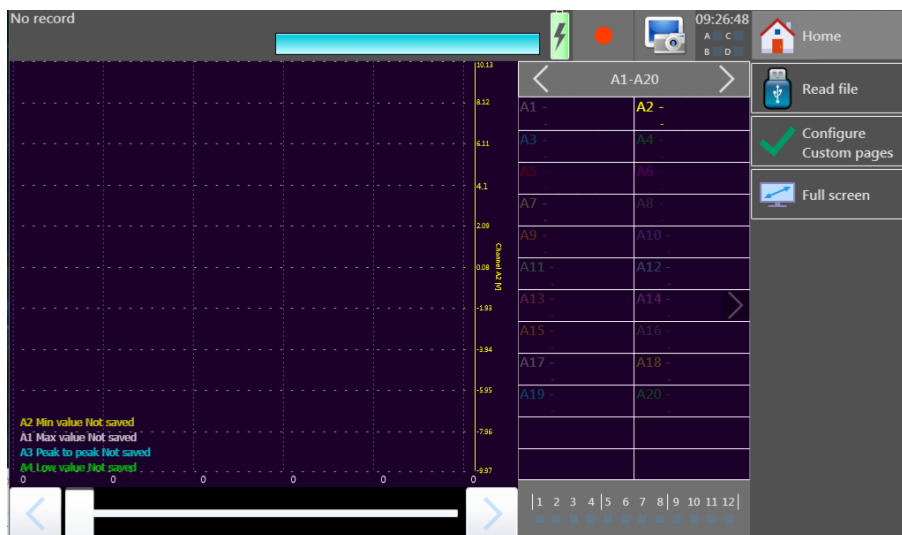 No record
09:26:48
A C
B D
Home
10.13
8.12
6.11
4.1
2.09
0.08
-1.93
-3.94
-5.95
-7.96
-9.97
Channel A2 [V]
A2 Min value Not saved
A1 Max value Not saved
A3 Peak to peak Not saved
A4 Low value Not saved
0 0 0 0 0 0
A1-A20
A1 - A2 -
- -
A3 - A4 -
- -
A5 - A6 -
- -
A7 - A8 -
- -
A9 - A10 -
- -
A11 - A12 -
- -
A13 - A14 -
- -
A15 - A16 -
- -
A17 - A18 -
- -
A19 - A20 -
- -
1 2 3 4 5 6 7 8 9 10 11 12
Read file
Configure
Custom pages
Full screen